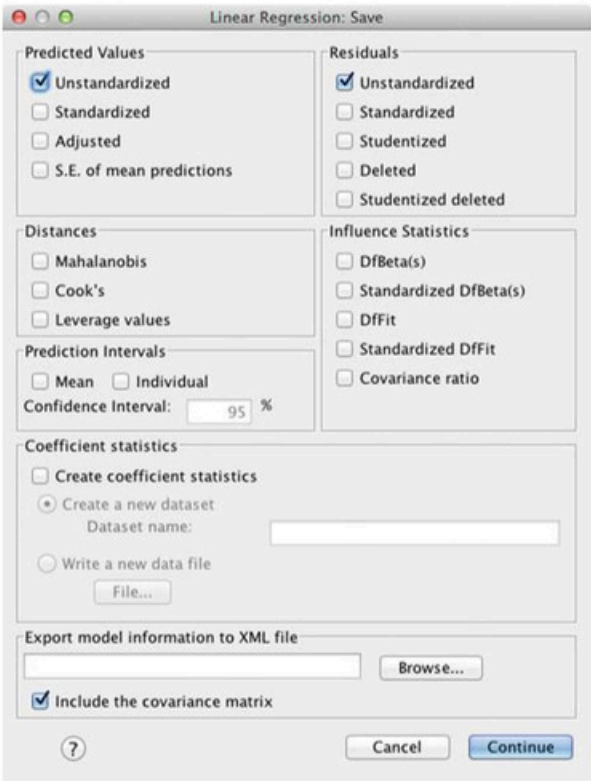 Linear Regression: Save
Predicted Values
Unstandardized
Standardized
Adjusted
S.E. of mean predictions
Residuals
Unstandardized
Standardized
Studentized
Deleted
Studentized deleted
Distances
Mahalanobis
Cook's
Leverage values
Influence Statistics
DfBeta(s)
Standardized DfBeta(s)
DfFit
Standardized DfFit
Covariance ratio
Prediction Intervals
Mean Individual
Confidence Interval: 95 %
Coefficient statistics
Create coefficient statistics
Create a new dataset
Dataset name:
Write a new data file
File...
Export model information to XML file
Browse...
Include the covariance matrix
? Cancel Continue